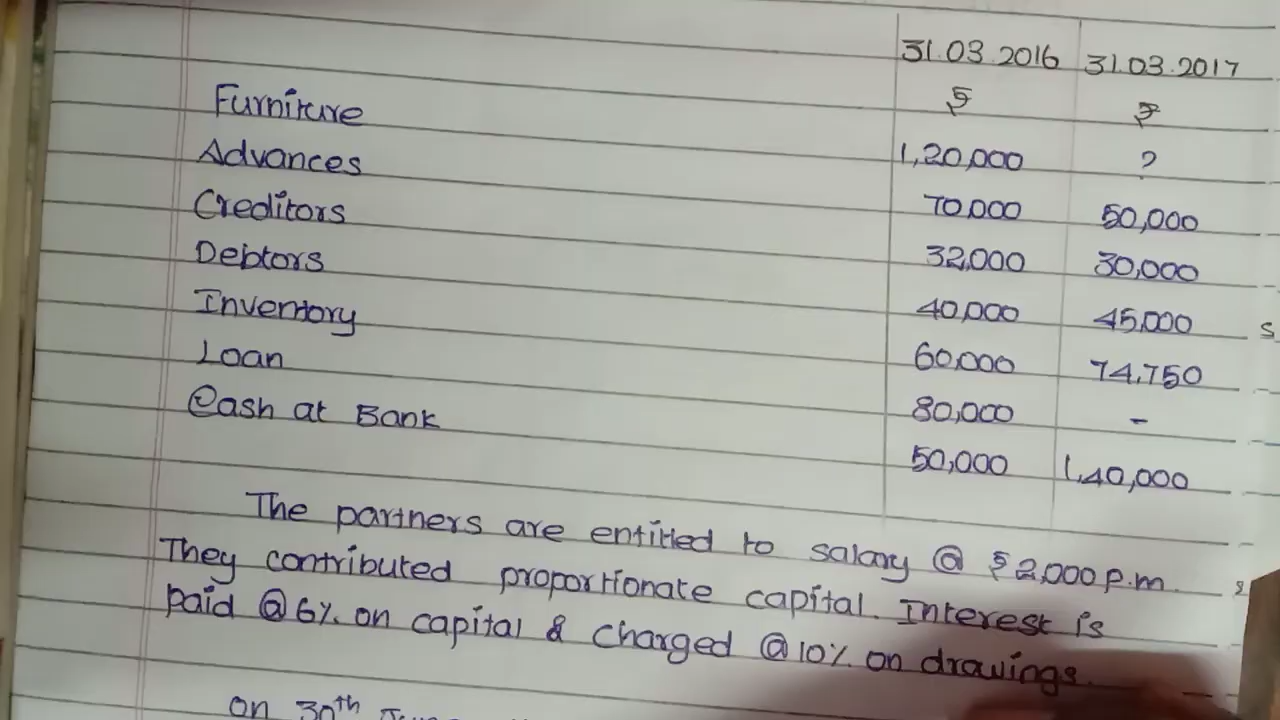 31.03.2016 31.03.2017
₹ ₹
Furniture 1,20,000 ?
Advances 70,000 50,000
Creditors 32,000 30,000
Debtors 40,000 45,000
Inventory 60,000 74,750
Loan 80,000 -
Cash at Bank 50,000 1,40,000
The partners are entitled to salary @ ₹2,000 p.m.
They contributed proportionate capital. Interest is
paid @ 6% on capital & charged @ 10% on drawings.
on 30th